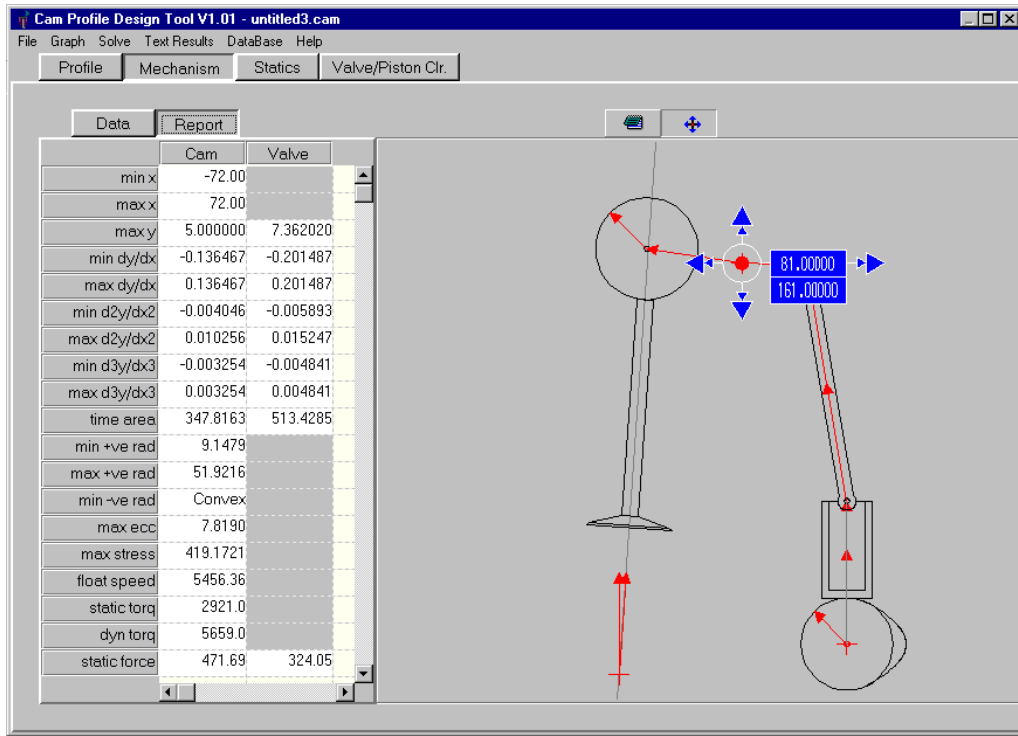 Cam Profile Design Tool V1.01 - untitled3.cam
File Graph Solve Text Results DataBase Help
Profile Mechanism Statics Valve/Piston Clr.
Data Report
Cam Valve
min x -72.00
max x 72.00
max y 5.000000 7.362020
min dy/dx -0.136467 -0.201487
max dy/dx 0.136467 0.201487
min d2y/dx2 -0.004046 -0.005893
max d2y/dx2 0.010256 0.015247
min d3y/dx3 -0.003254 -0.004841
max d3y/dx3 0.003254 0.004841
time area 347.8163 513.4285
min +ve rad 9.1479
max +ve rad 51.9216
min -ve rad Convex
max ecc 7.8190
max stress 419.1721
float speed 5456.36
static torq 2921.0
dyn torq 5659.0
static force 471.69 324.05
81.00000
161.00000